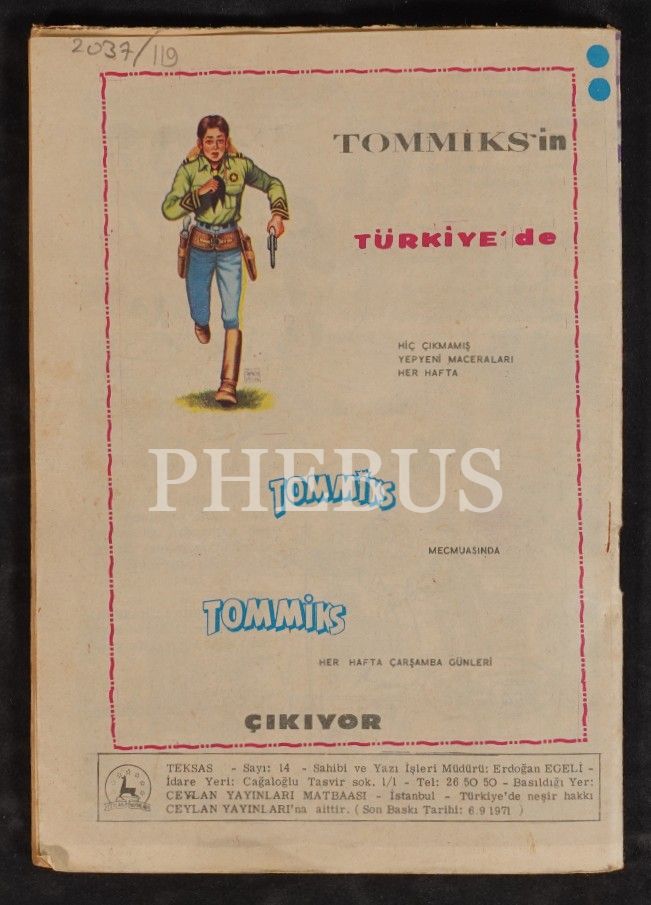 2037/119
TOMMİKS'in
TÜRKİYE'de
HİÇ ÇIKMAMIŞ
YEPYENİ MACERALARI
HER HAFTA
PHEBUS
TOMMİKS
MECMUASINDA
TOMMİKS
HER HAFTA ÇARŞAMBA GÜNLERİ
ÇIKIYOR
TEKSAS - Sayı: 14 - Sahibi ve Yazı İşleri Müdürü: Erdoğan EGELİ -
İdare Yeri: Cağaloğlu Tasvir sok. 1/1 - Tel: 26 50 50 - Basıldığı Yer:
CEYLAN YAYINLARI MATBAASI - İstanbul - Türkiye'de neşir hakkı
CEYLAN YAYINLARI'na aittir. ( Son Baskı Tarihi: 6.9.1971 )